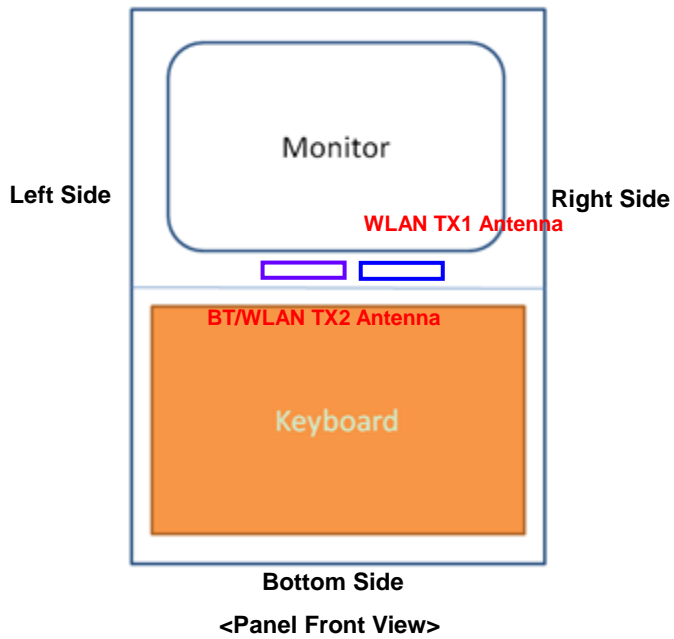 Monitor
Left Side
Right Side
WLAN TX1 Antenna
BT/WLAN TX2 Antenna
Keyboard
Bottom Side
<Panel Front View>